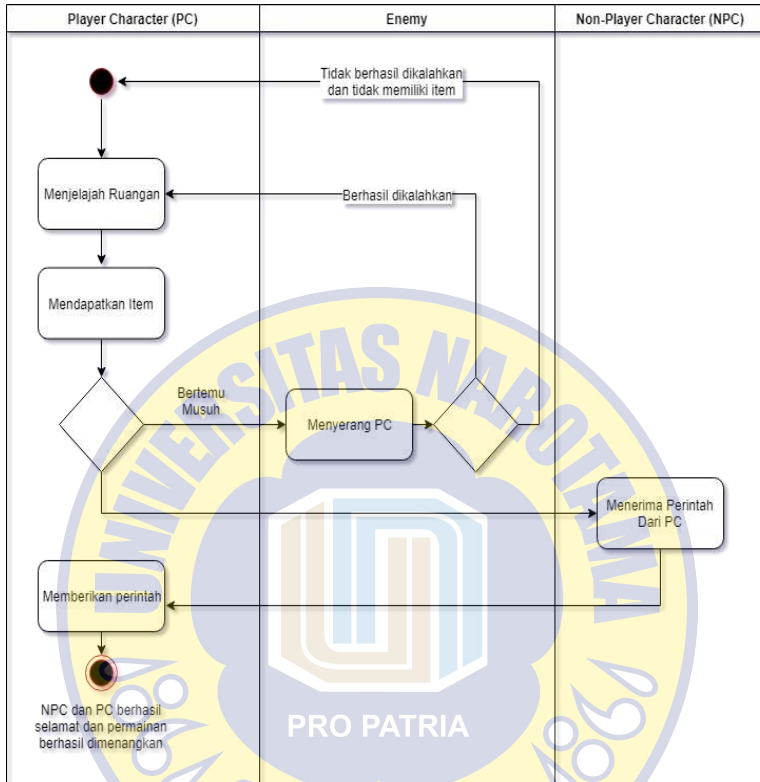 Player Character (PC)
Enemy
Non-Player Character (NPC)
Tidak berhasil dikalahkan
dan tidak memiliki item
Menjelajah Ruangan
Berhasil dikalahkan
Mendapatkan Item
Bertemu
Musuh
Menyerang PC
Menerima Perintah
Dari PC
Memberikan perintah
NPC dan PC berhasil
selamat dan permainan
berhasil dimenangkan
UNIVERSITAS NAROTAMA
PRO PATRIA